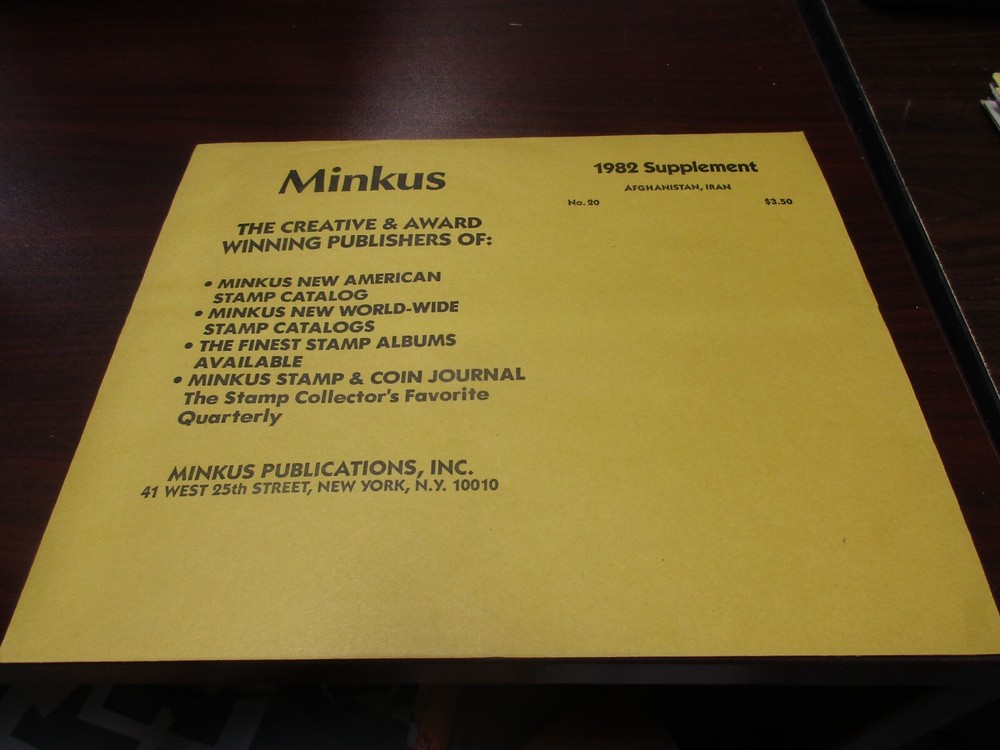 Minkus
THE CREATIVE & AWARD
WINNING PUBLISHERS OF:
• MINKUS NEW AMERICAN
STAMP CATALOG
• MINKUS NEW WORLD-WIDE
STAMP CATALOGS
• THE FINEST STAMP ALBUMS
AVAILABLE
• MINKUS STAMP & COIN JOURNAL
The Stamp Collector's Favorite
Quarterly
MINKUS PUBLICATIONS, INC.
41 WEST 25th STREET, NEW YORK, N.Y. 10010
1982 Supplement
AFGHANISTAN, IRAN
No. 20 $3.50